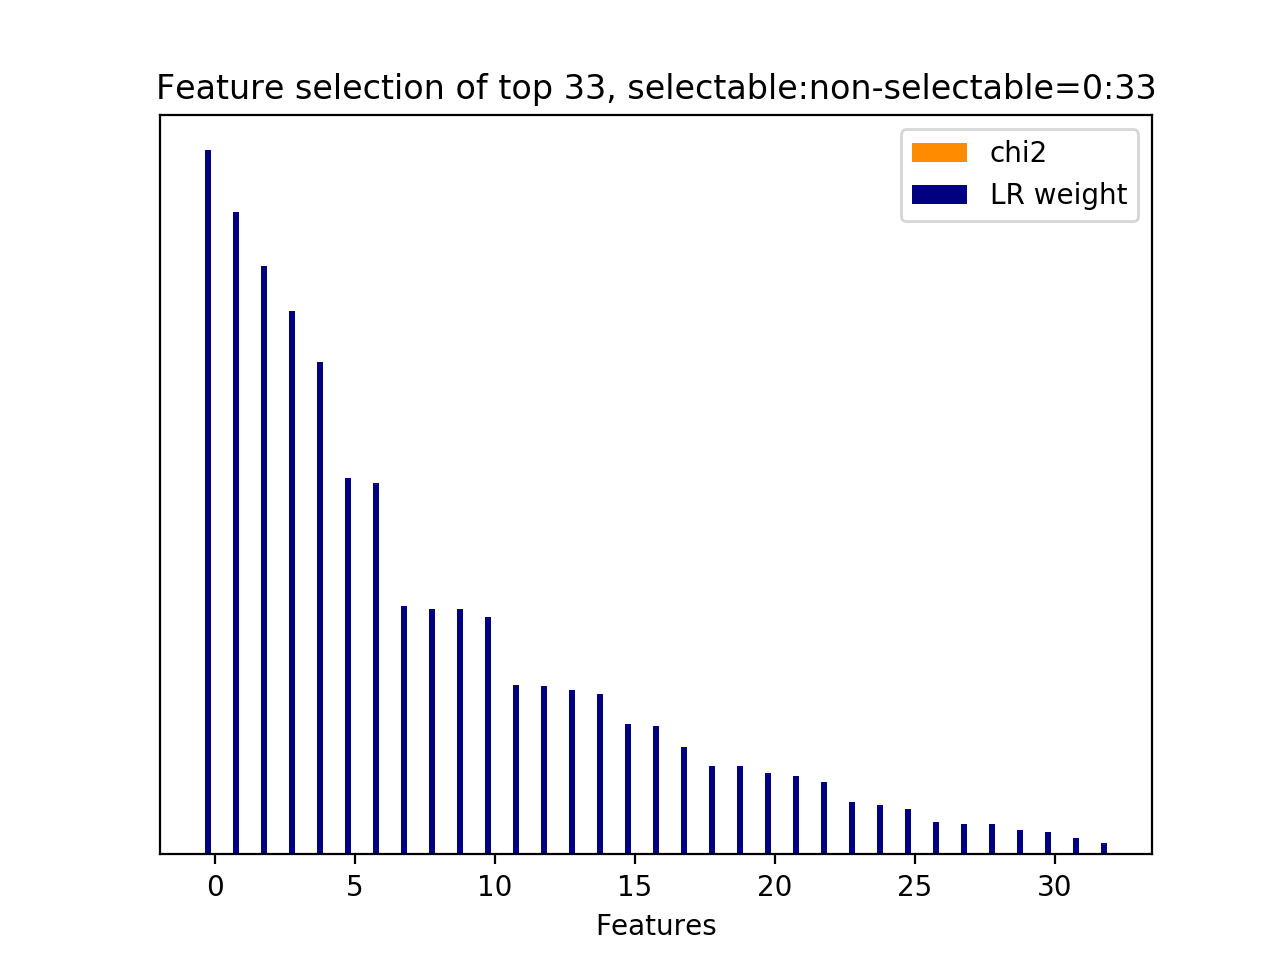 Feature selection of top 33, selectable:non-selectable=0:33
chi2
LR weight
0 5 10 15 20 25 30
Features